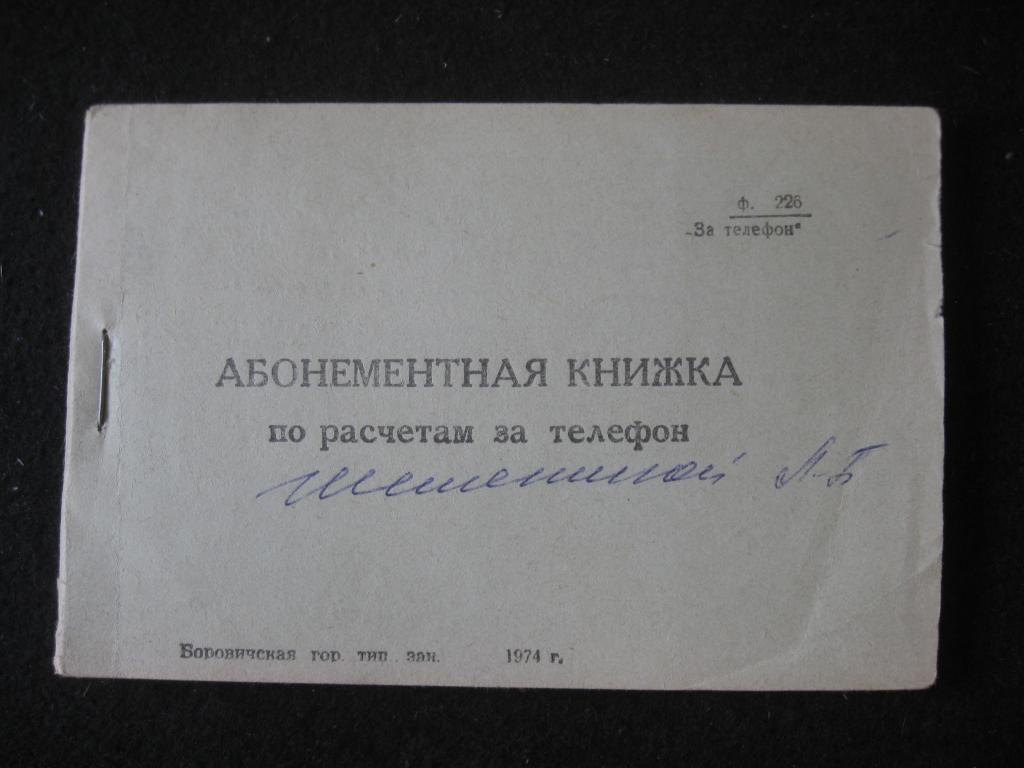 ф. 226
„За телефон“
АБОНЕМЕНТНАЯ КНИЖКА
по расчетам за телефон
А.Б
Боровичская гор. тип. зак. 1974 г.